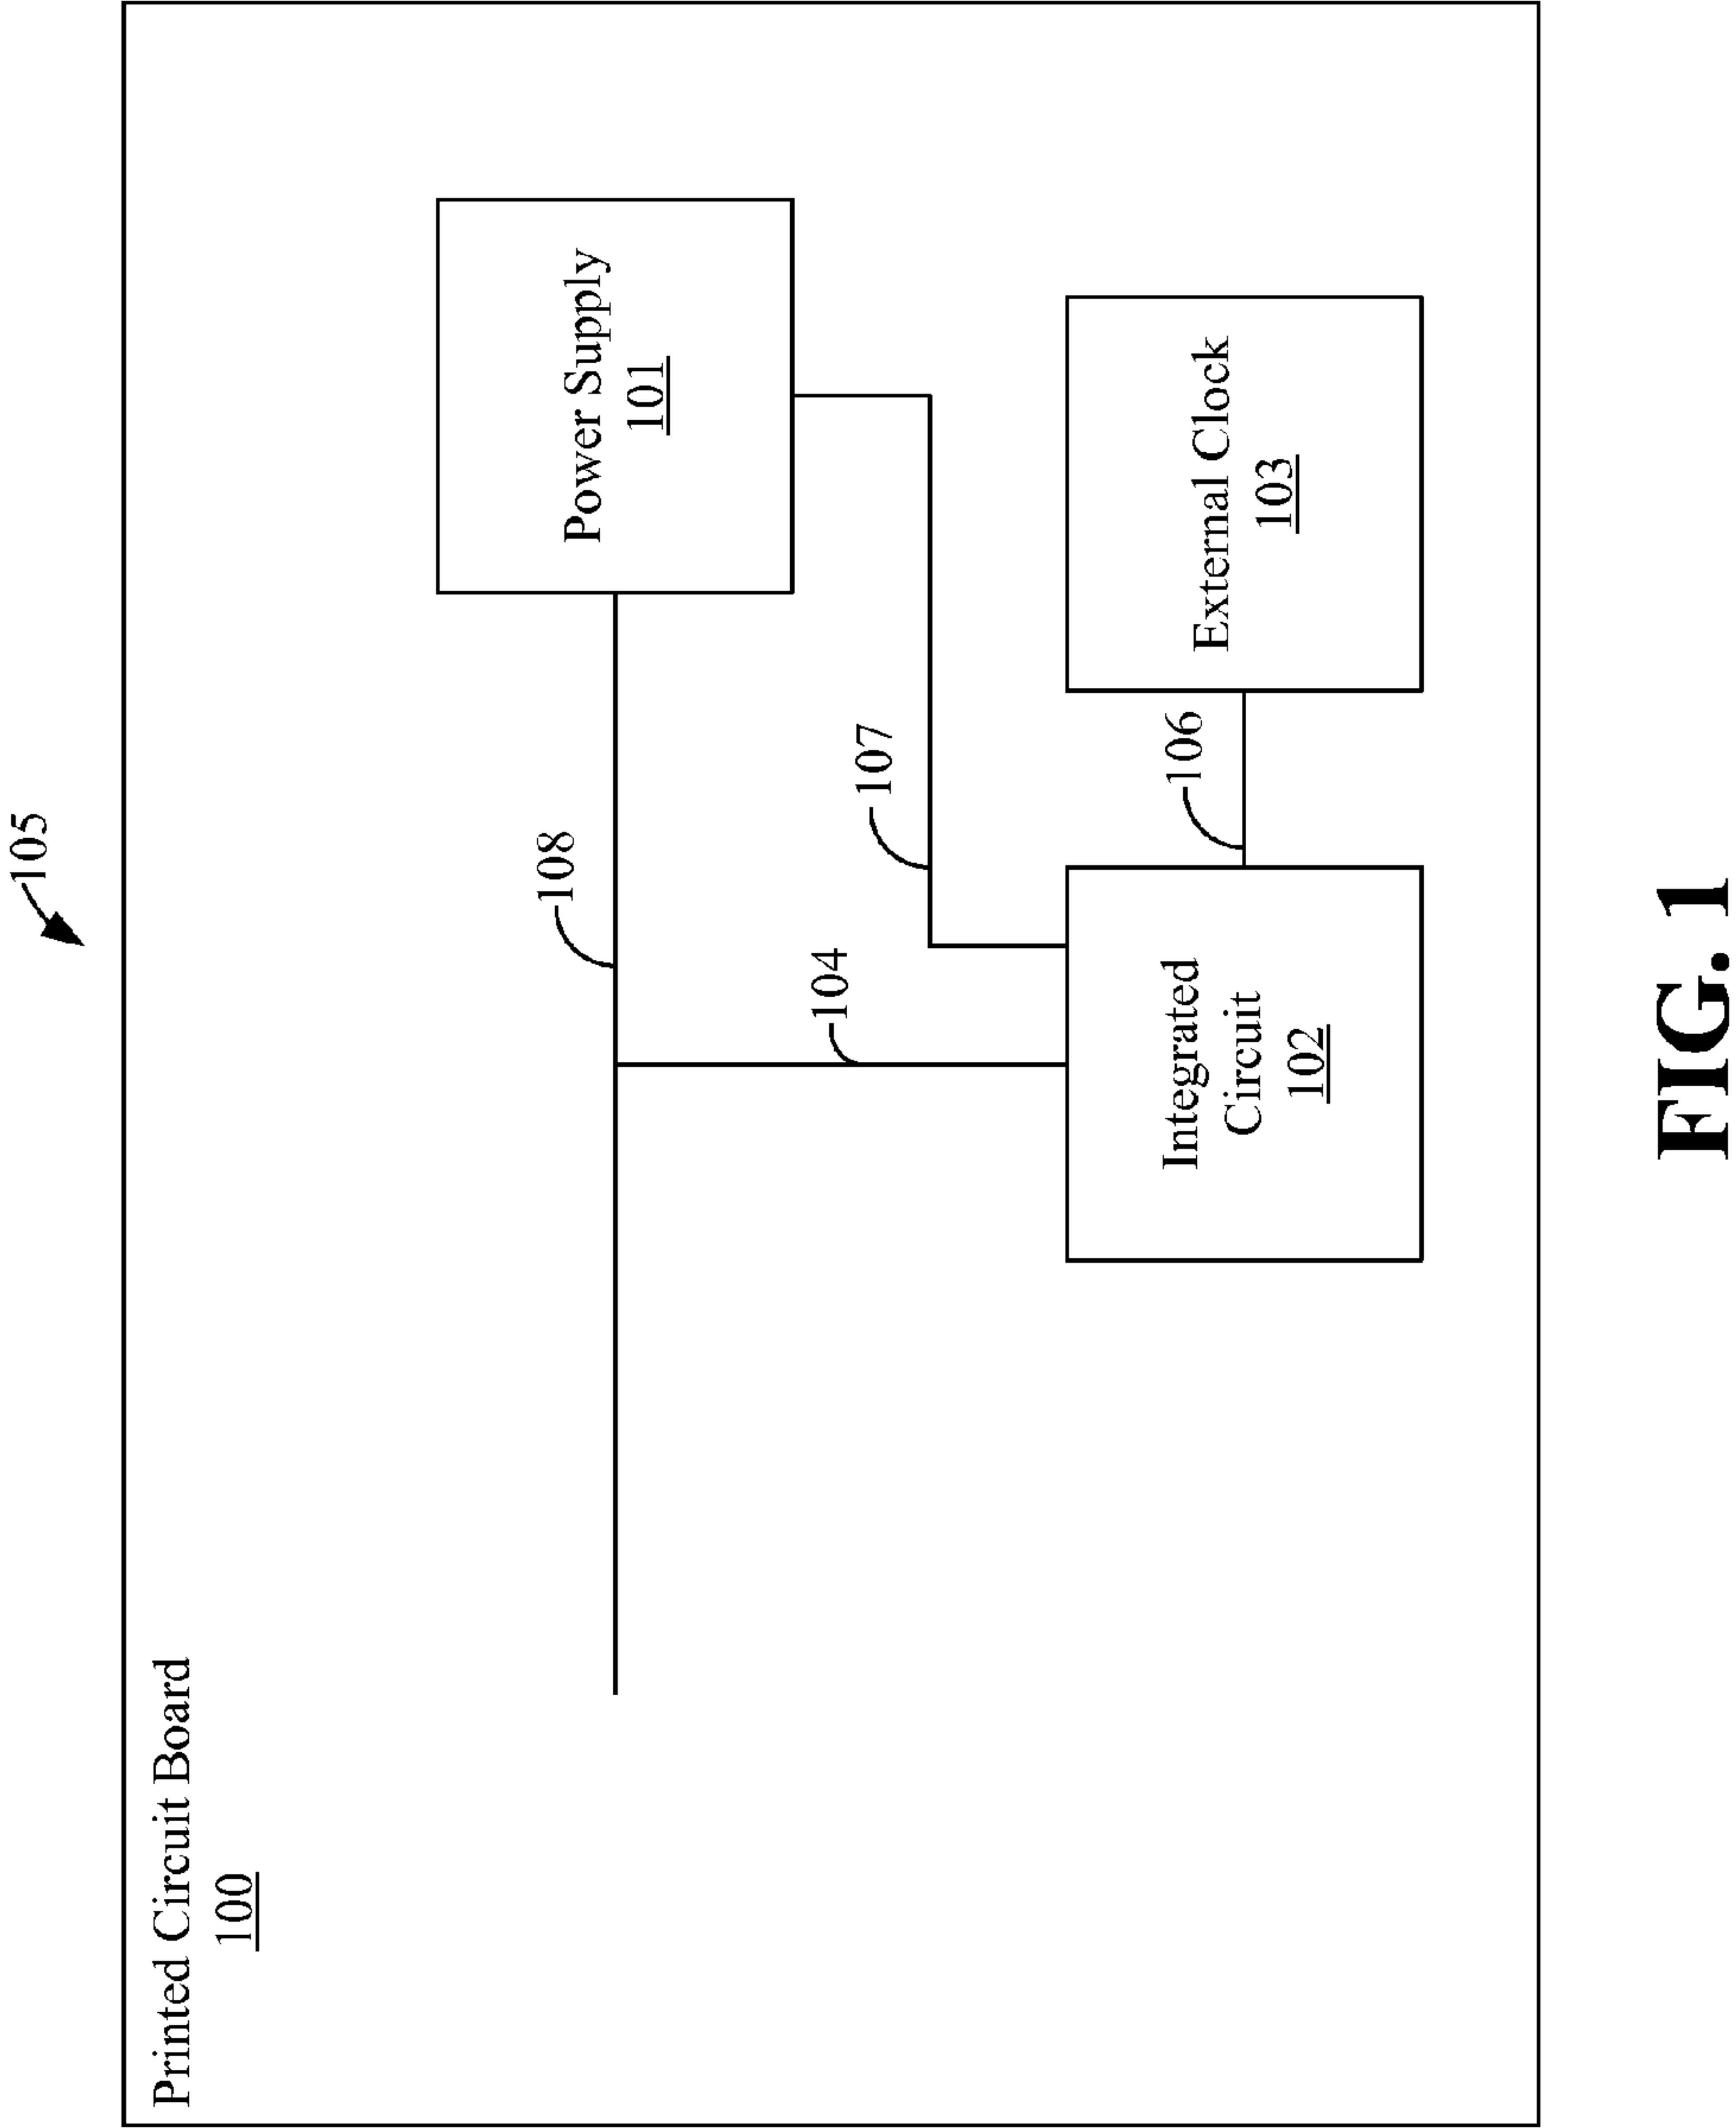 105
Printed Circuit Board
100
108
Power Supply
101
104
107
Integrated
Circuit
102
106
External Clock
103
FIG. 1